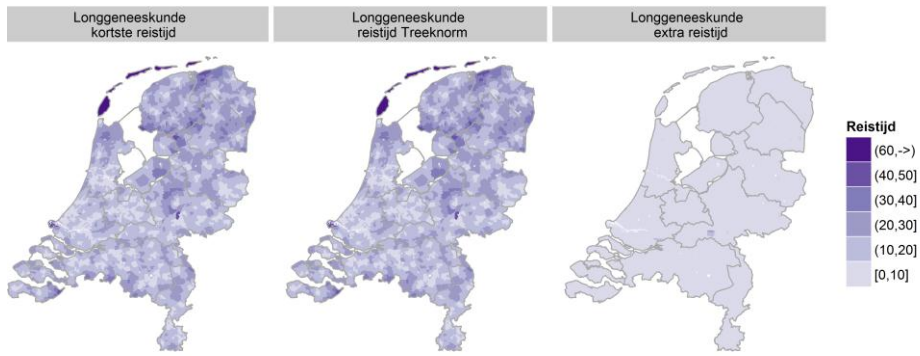 Longgeneeskunde
kortste reistijd
Longgeneeskunde
reistijd Treeknorm
Longgeneeskunde
extra reistijd
Reistijd
(60,->)
(40,50]
(30,40]
(20,30]
(10,20]
[0,10]